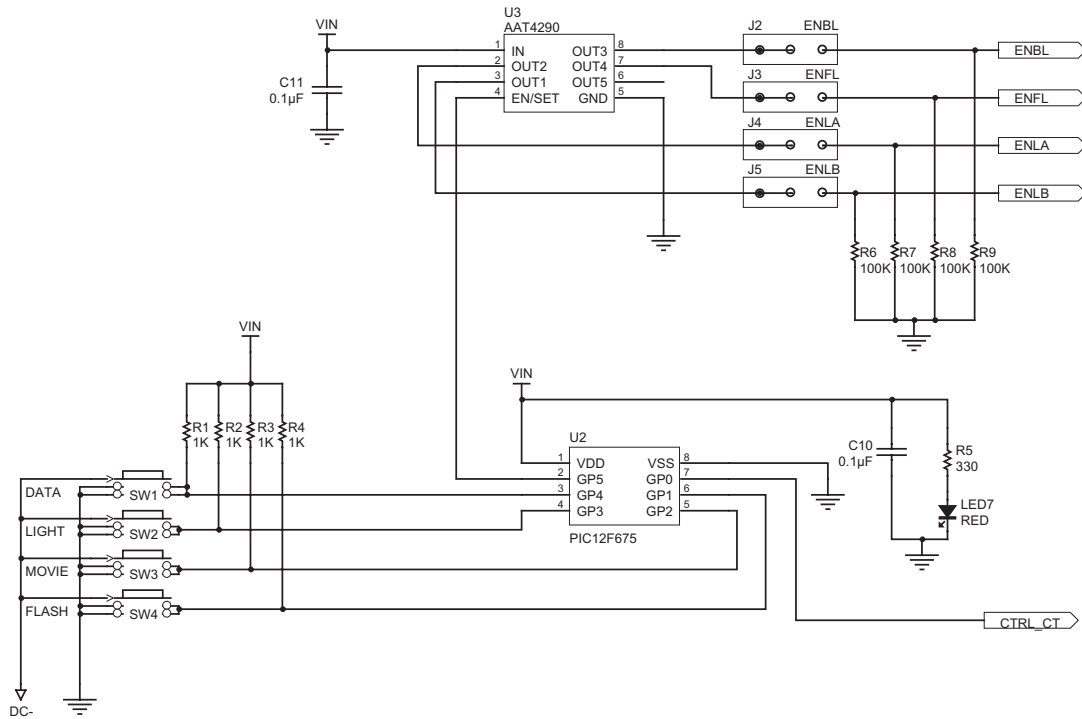 U3
AAT4290
VIN
C11
0.1µF
1 IN OUT3 8
2 OUT2 OUT4 7
3 OUT1 OUT5 6
4 EN/SET GND 5
J2 ENBL
ENBL
J3 ENFL
ENFL
J4 ENLA
ENLA
J5 ENLB
ENLB
R6 R7 R8 R9
100K 100K 100K 100K
VIN
R1 R2 R3 R4
1K 1K 1K 1K
VIN
U2
1 VDD VSS 8
2 GP5 GP0 7
3 GP4 GP1 6
4 GP3 GP2 5
PIC12F675
C10
0.1µF
R5
330
LED7
RED
DATA SW1
LIGHT SW2
MOVIE SW3
FLASH SW4
CTRL_CT
DC-